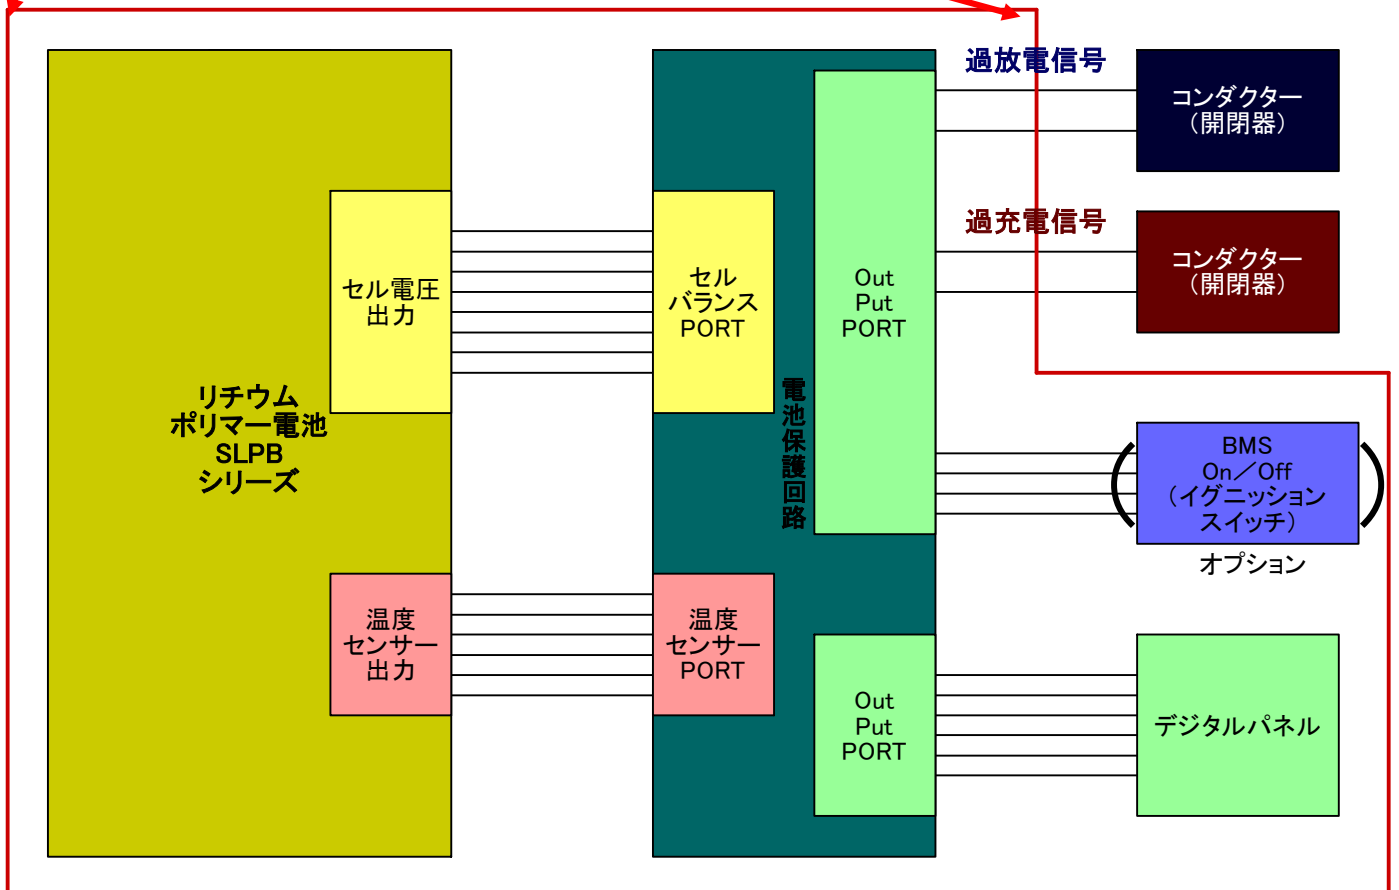 過放電信号
コンダクター
（開閉器）
過充電信号
コンダクター
（開閉器）
セル電圧
出力
セル
バランス
PORT
Out
Put
PORT
リチウム
ポリマー電池
SLPB
シリーズ
電池保護回路
BMS
On／Off
（イグニッション
スイッチ）
オプション
温度
センサー
出力
温度
センサー
PORT
Out
Put
PORT
デジタルパネル